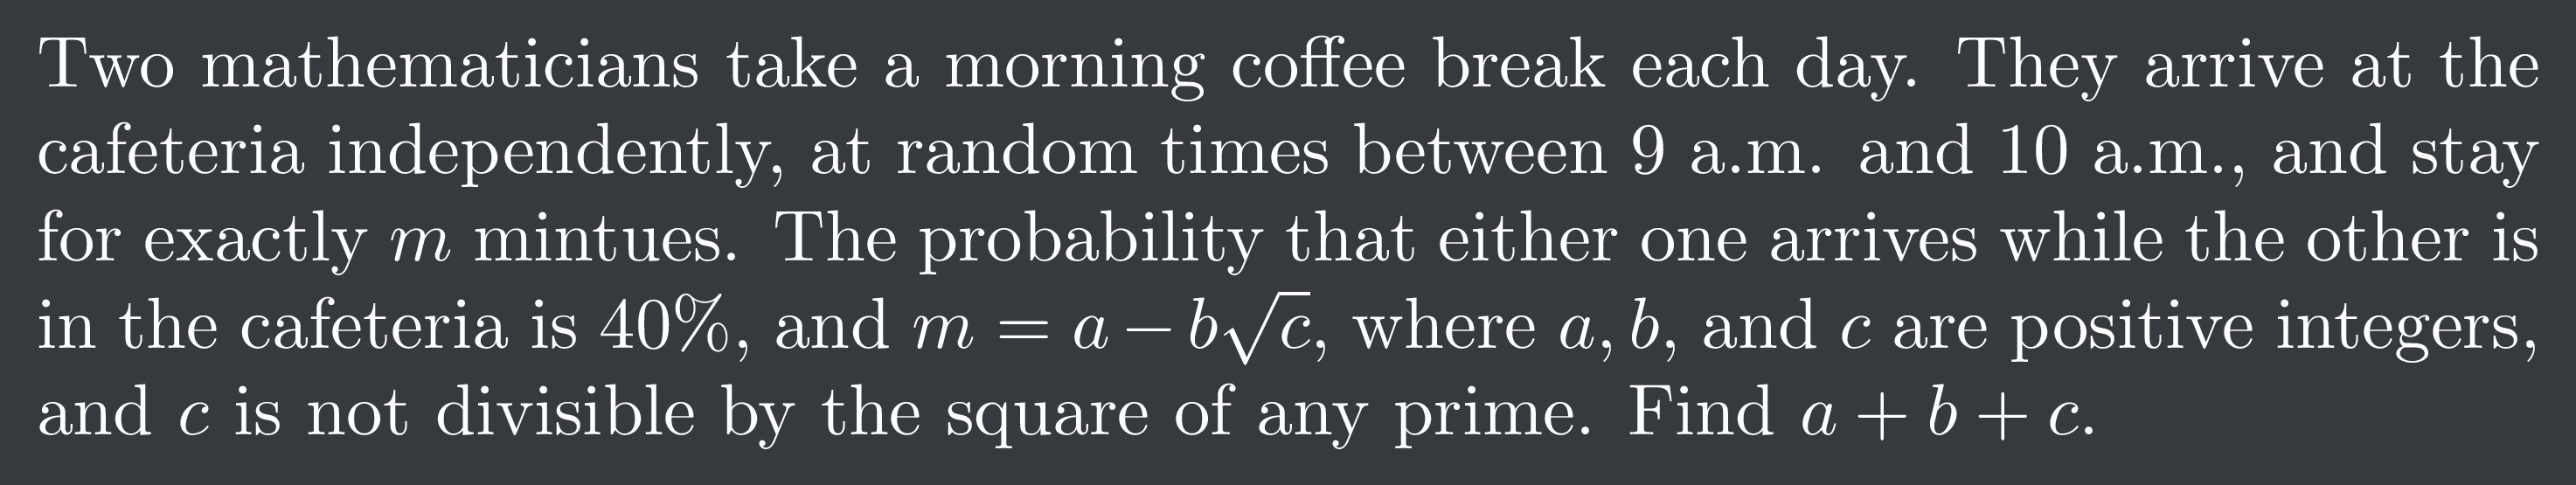 Two mathematicians take a morning coffee break each day. They arrive at the
cafeteria independently, at random times between 9 a.m. and 10 a.m., and stay
for exactly m mintues. The probability that either one arrives while the other is
in the cafeteria is 40%, and m = a − b√c, where a, b, and c are positive integers,
and c is not divisible by the square of any prime. Find a + b + c.